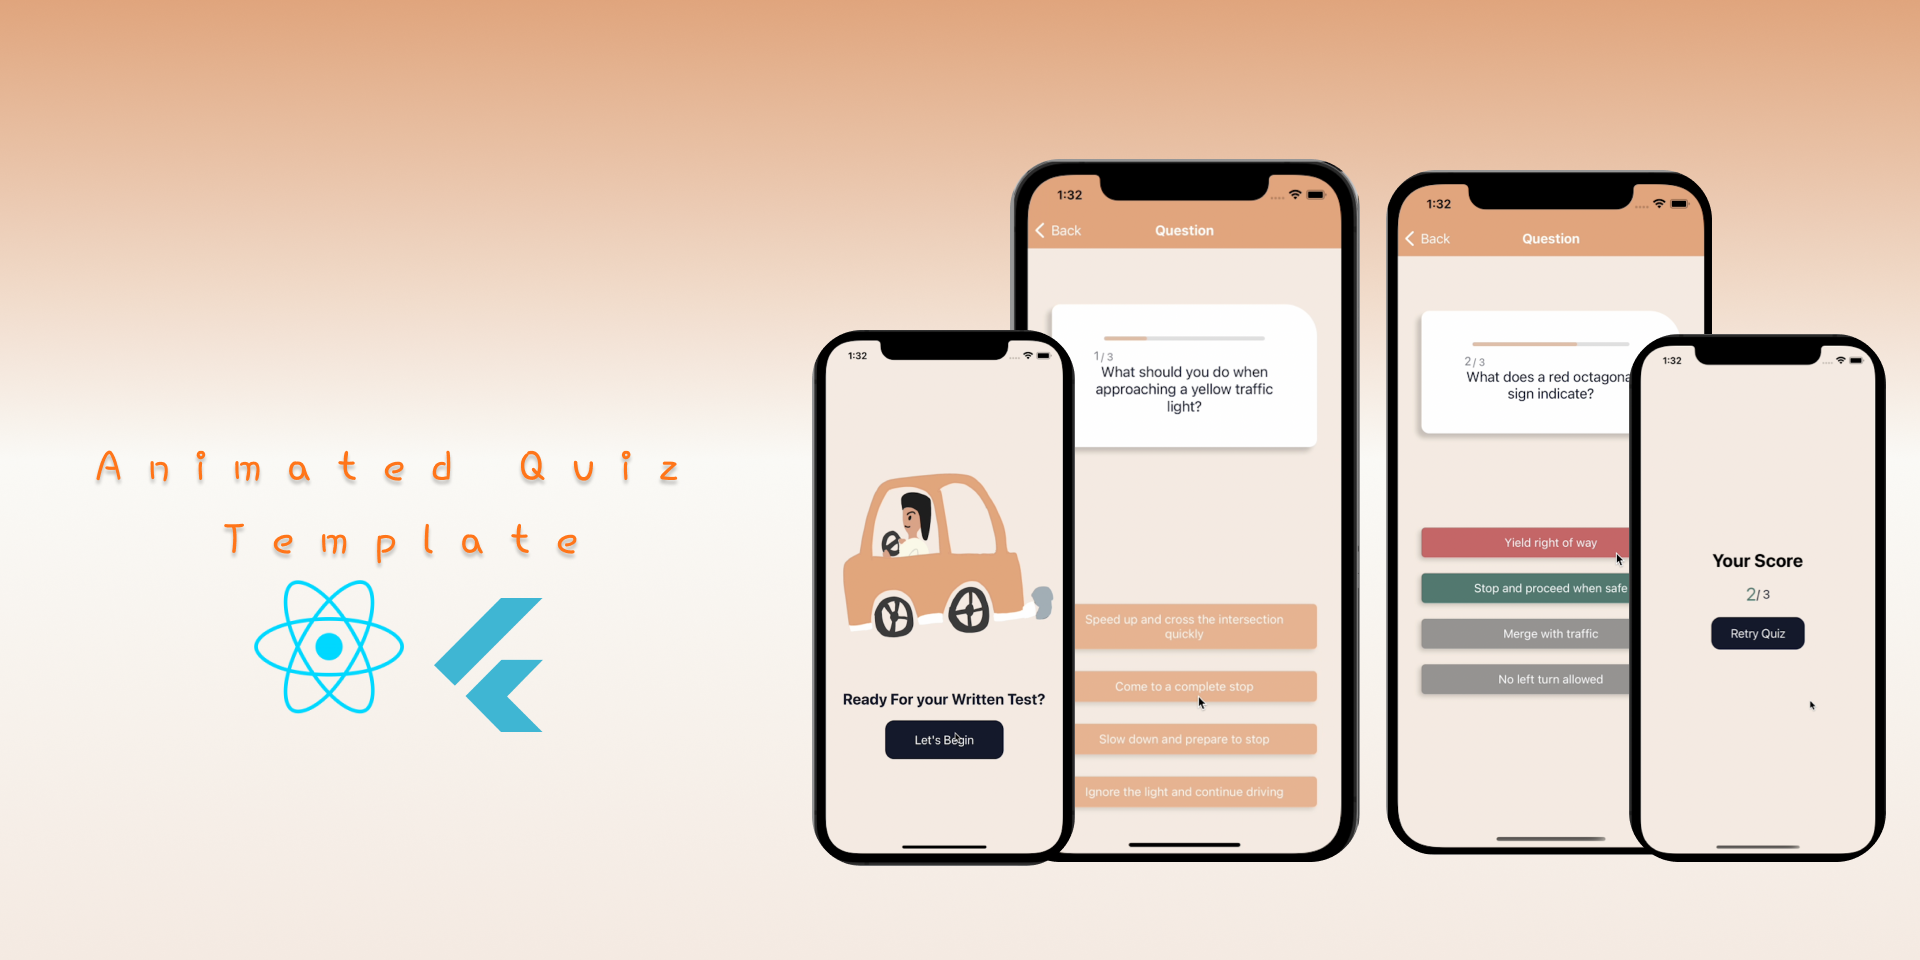 Animated Quiz
Template
1:32
Ready For your Written Test?
Let's Begin
1:32
Back
Question
1/3
What should you do when
approaching a yellow traffic
light?
Speed up and cross the intersection
quickly
Come to a complete stop
Slow down and prepare to stop
Ignore the light and continue driving
1:32
Back
Question
2/3
What does a red octagona
sign indicate?
Yield right of way
Stop and proceed when safe
Merge with traffic
No left turn allowed
1:32
Your Score
2/3
Retry Quiz